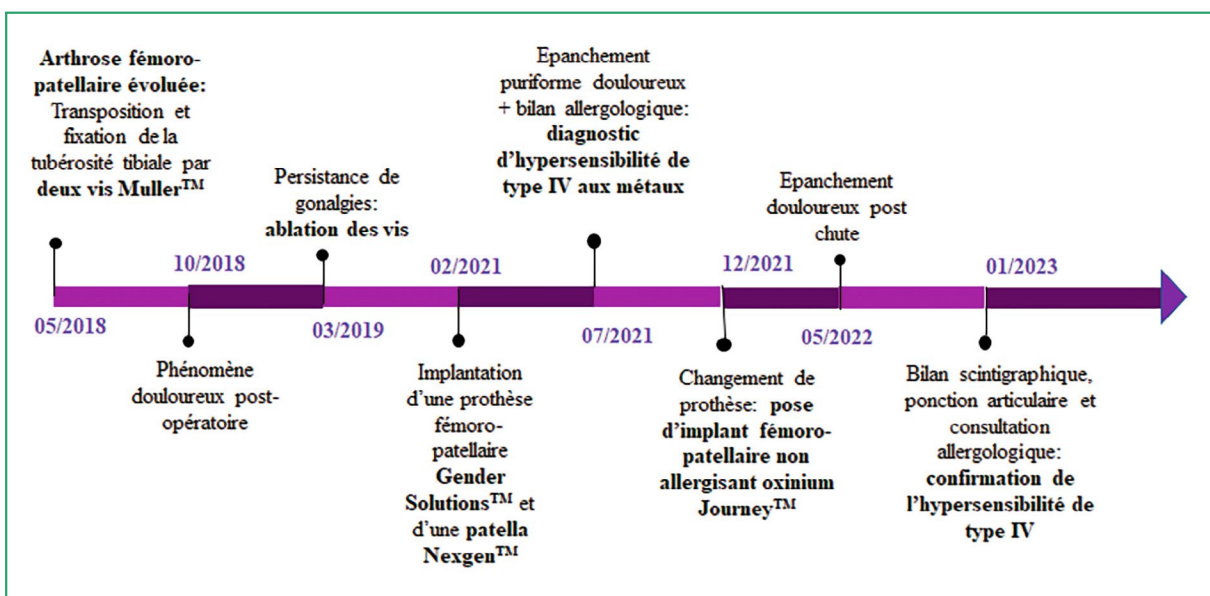 Arthrose fémoro-
patellaire évoluée:
Transposition et
fixation de la
tubérosité tibiale par
deux vis Muller™
05/2018
10/2018
Phénomène
douloureux post-
opératoire
Persistance de
gonalgies:
ablation des vis
03/2019
02/2021
Implantation
d'une prothèse
fémoro-
patellaire
Gender
Solutions™ et
d'une patella
Nexgen™
Epanchement
puriforme douloureux
+ bilan allergologique:
diagnostic
d'hypersensibilité de
type IV aux métaux
07/2021
12/2021
Changement de
prothèse: pose
d'implant fémoro-
patellaire non
allergisant oxinium
Journey™
Epanchement
douloureux post
chute
05/2022
01/2023
Bilan scintigraphique,
ponction articulaire et
consultation
allergologique:
confirmation de
l'hypersensibilité de
type IV